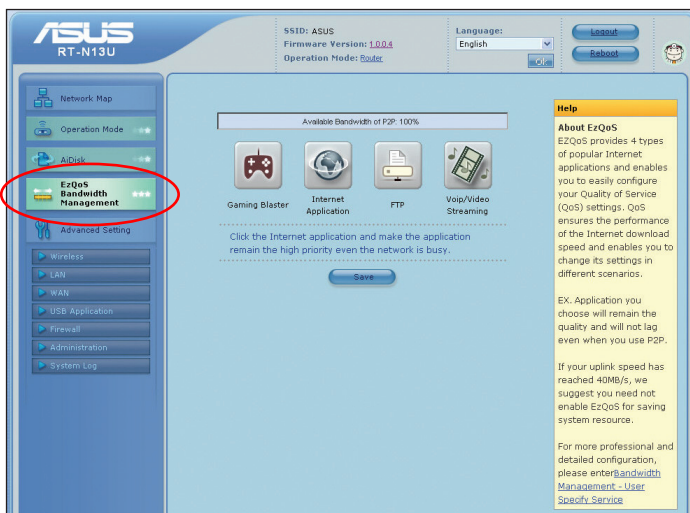 ASUS
RT-N13U
SSID: ASUS
Firmware Version: 1.0.0.4
Operation Mode: Router
Language:
English
OK
Logout
Reboot
Network Map
Operation Mode
AiDisk
EzQoS
Bandwidth
Management
Advanced Setting
Wireless
LAN
WAN
USB Application
Firewall
Administration
System Log
Available Bandwidth of P2P: 100%
Gaming Blaster
Internet
Application
FTP
Voip/Video
Streaming
Click the Internet application and make the application
remain the high priority even the network is busy.
Save
Help
About EzQoS
EZQoS provides 4 types
of popular Internet
applications and enables
you to easily configure
your Quality of Service
(QoS) settings. QoS
ensures the performance
of the Internet download
speed and enables you to
change its settings in
different scenarios.
EX. Application you
choose will remain the
quality and will not lag
even when you use P2P.
If your uplink speed has
reached 40MB/s, we
suggest you need not
enable EzQoS for saving
system resource.
For more professional and
detailed configuration,
please enterBandwidth
Management - User
Specify Service